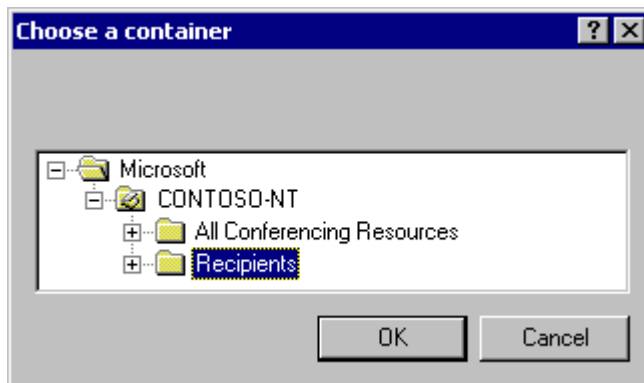 Choose a container
Microsoft
CONTOSO-NT
All Conferencing Resources
Recipients
OK Cancel